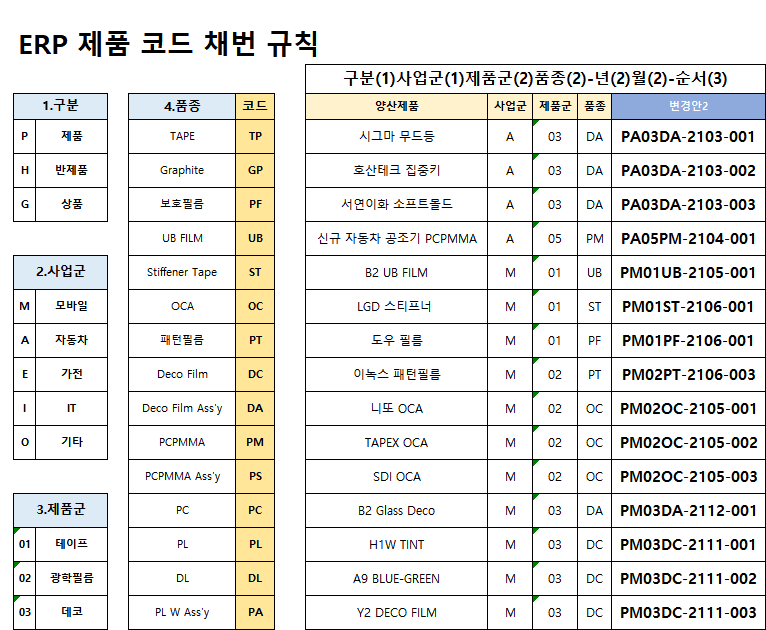 ERP 제품 코드 채번 규칙
구분(1)사업군(1)제품군(2)품종(2)-년(2)월(2)-순서(3)
1.구분
P 제품
H 반제품
G 상품
2.사업군
M 모바일
A 자동차
E 가전
I IT
O 기타
3.제품군
01 테이프
02 광학필름
03 데코
4.품종 코드
TAPE TP
Graphite GP
보호필름 PF
UB FILM UB
Stiffener Tape ST
OCA OC
패턴필름 PT
Deco Film DC
Deco Film Ass'y DA
PCPMMA PM
PCPMMA Ass'y PS
PC PC
PL PL
DL DL
PL W Ass'y PA
양산제품 사업군 제품군 품종 변경안2
시그마 무드등 A 03 DA PA03DA-2103-001
호산테크 집중키 A 03 DA PA03DA-2103-002
서연이화 소프트몰드 A 03 DA PA03DA-2103-003
신규 자동차 공조기 PCPMMA A 05 PM PA05PM-2104-001
B2 UB FILM M 01 UB PM01UB-2105-001
LGD 스티프너 M 01 ST PM01ST-2106-001
도우 필름 M 01 PF PM01PF-2106-001
이녹스 패턴필름 M 02 PT PM02PT-2106-003
니또 OCA M 02 OC PM02OC-2105-001
TAPEX OCA M 02 OC PM02OC-2105-002
SDI OCA M 02 OC PM02OC-2105-003
B2 Glass Deco M 03 DA PM03DA-2112-001
H1W TINT M 03 DC PM03DC-2111-001
A9 BLUE-GREEN M 03 DC PM03DC-2111-002
Y2 DECO FILM M 03 DC PM03DC-2111-003